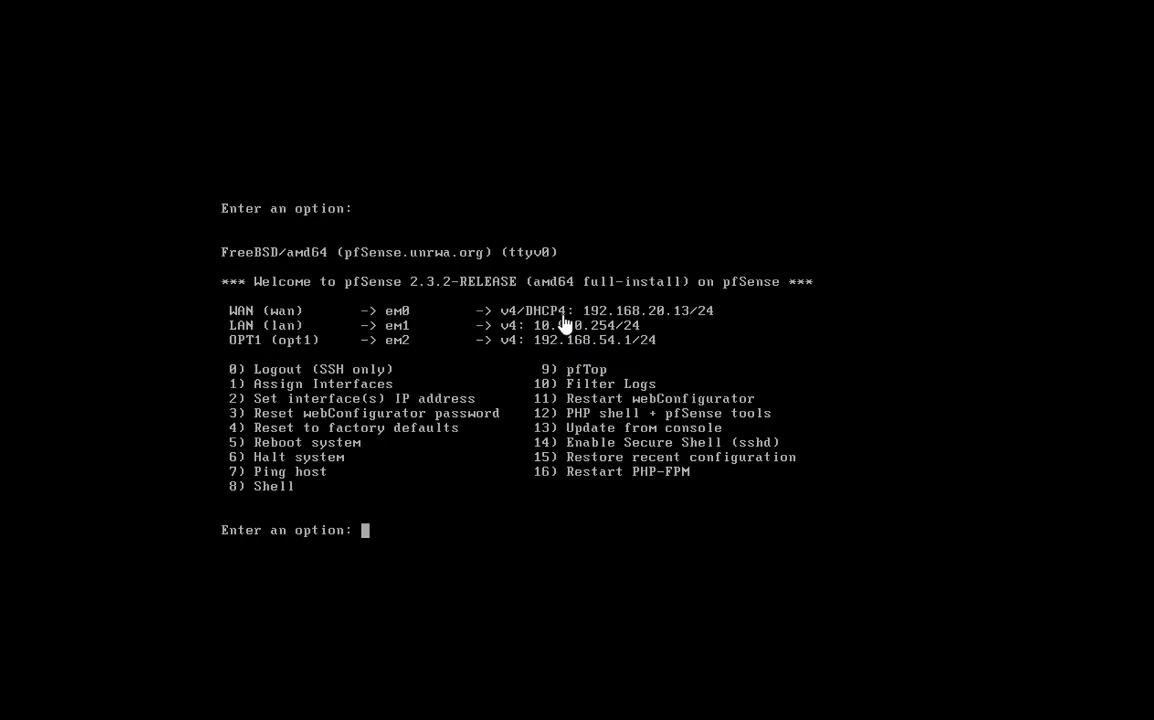 Enter an option:
FreeBSD/amd64 (pfSense.unrwa.org) (ttyv0)
*** Welcome to pfSense 2.3.2-RELEASE (amd64 full-install) on pfSense ***
WAN (wan) -> em0 -> v4/DHCP4: 192.168.20.13/24
LAN (lan) -> em1 -> v4:
OPT1 (opt1) -> em2 -> v4: 192.168.54.1/24
0) Logout (SSH only) 9) pfTop
1) Assign Interfaces 10) Filter Logs
2) Set interface(s) IP address 11) Restart webConfigurator
3) Reset webConfigurator password 12) PHP shell + pfSense tools
4) Reset to factory defaults 13) Update from console
5) Reboot system 14) Enable Secure Shell (sshd)
6) Halt system 15) Restore recent configuration
7) Ping host 16) Restart PHP-FPM
8) Shell
Enter an option: